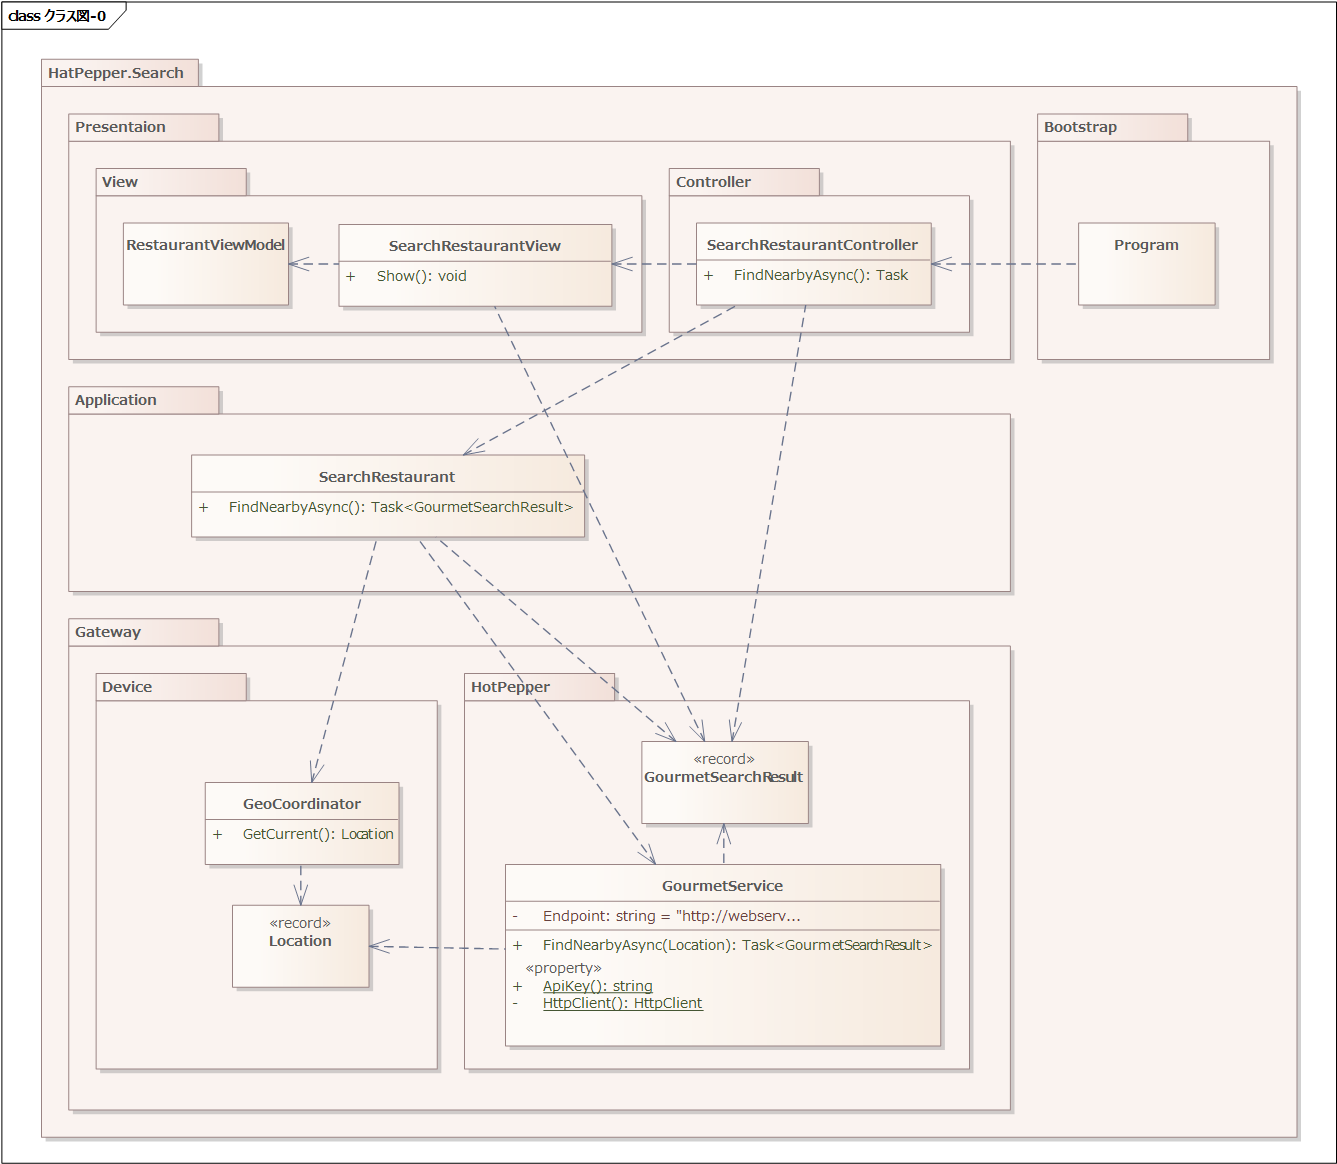 class クラス図-0
HatPepper.Search
Presentaion
Bootstrap
View
Controller
RestaurantViewModel
SearchRestaurantView
+ Show(): void
SearchRestaurantController
+ FindNearbyAsync(): Task
Program
Application
SearchRestaurant
+ FindNearbyAsync(): Task<GourmetSearchResult>
Gateway
Device
HotPepper
«record»
GourmetSearchResult
GeoCoordinator
+ GetCurrent(): Location
«record»
Location
GourmetService
- Endpoint: string = "http://webserv...
+ FindNearbyAsync(Location): Task<GourmetSearchResult>
«property»
+ ApiKey(): string
- HttpClient(): HttpClient